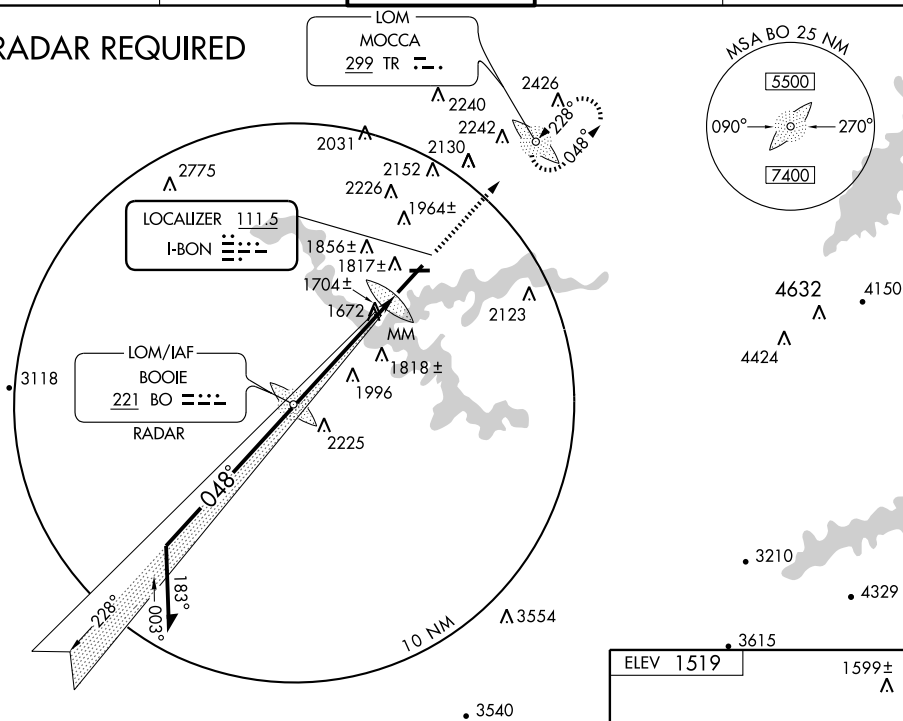 RADAR REQUIRED
LOM
MOCCA
299 TR
MSA BO 25 NM
5500
090°
270°
7400
2240
2426
228°
048°
2242
2031
2130
2152
2775
2226
1964±
LOCALIZER 111.5
I-BON
1856±
1817±
1704±
1672
MM
2123
4632
4150
4424
LOM/IAF
BOOIE
221 BO
RADAR
1818±
1996
3118
2225
048°
183°
003°
228°
10 NM
3554
3210
4329
3615
3540
ELEV 1519
1599±